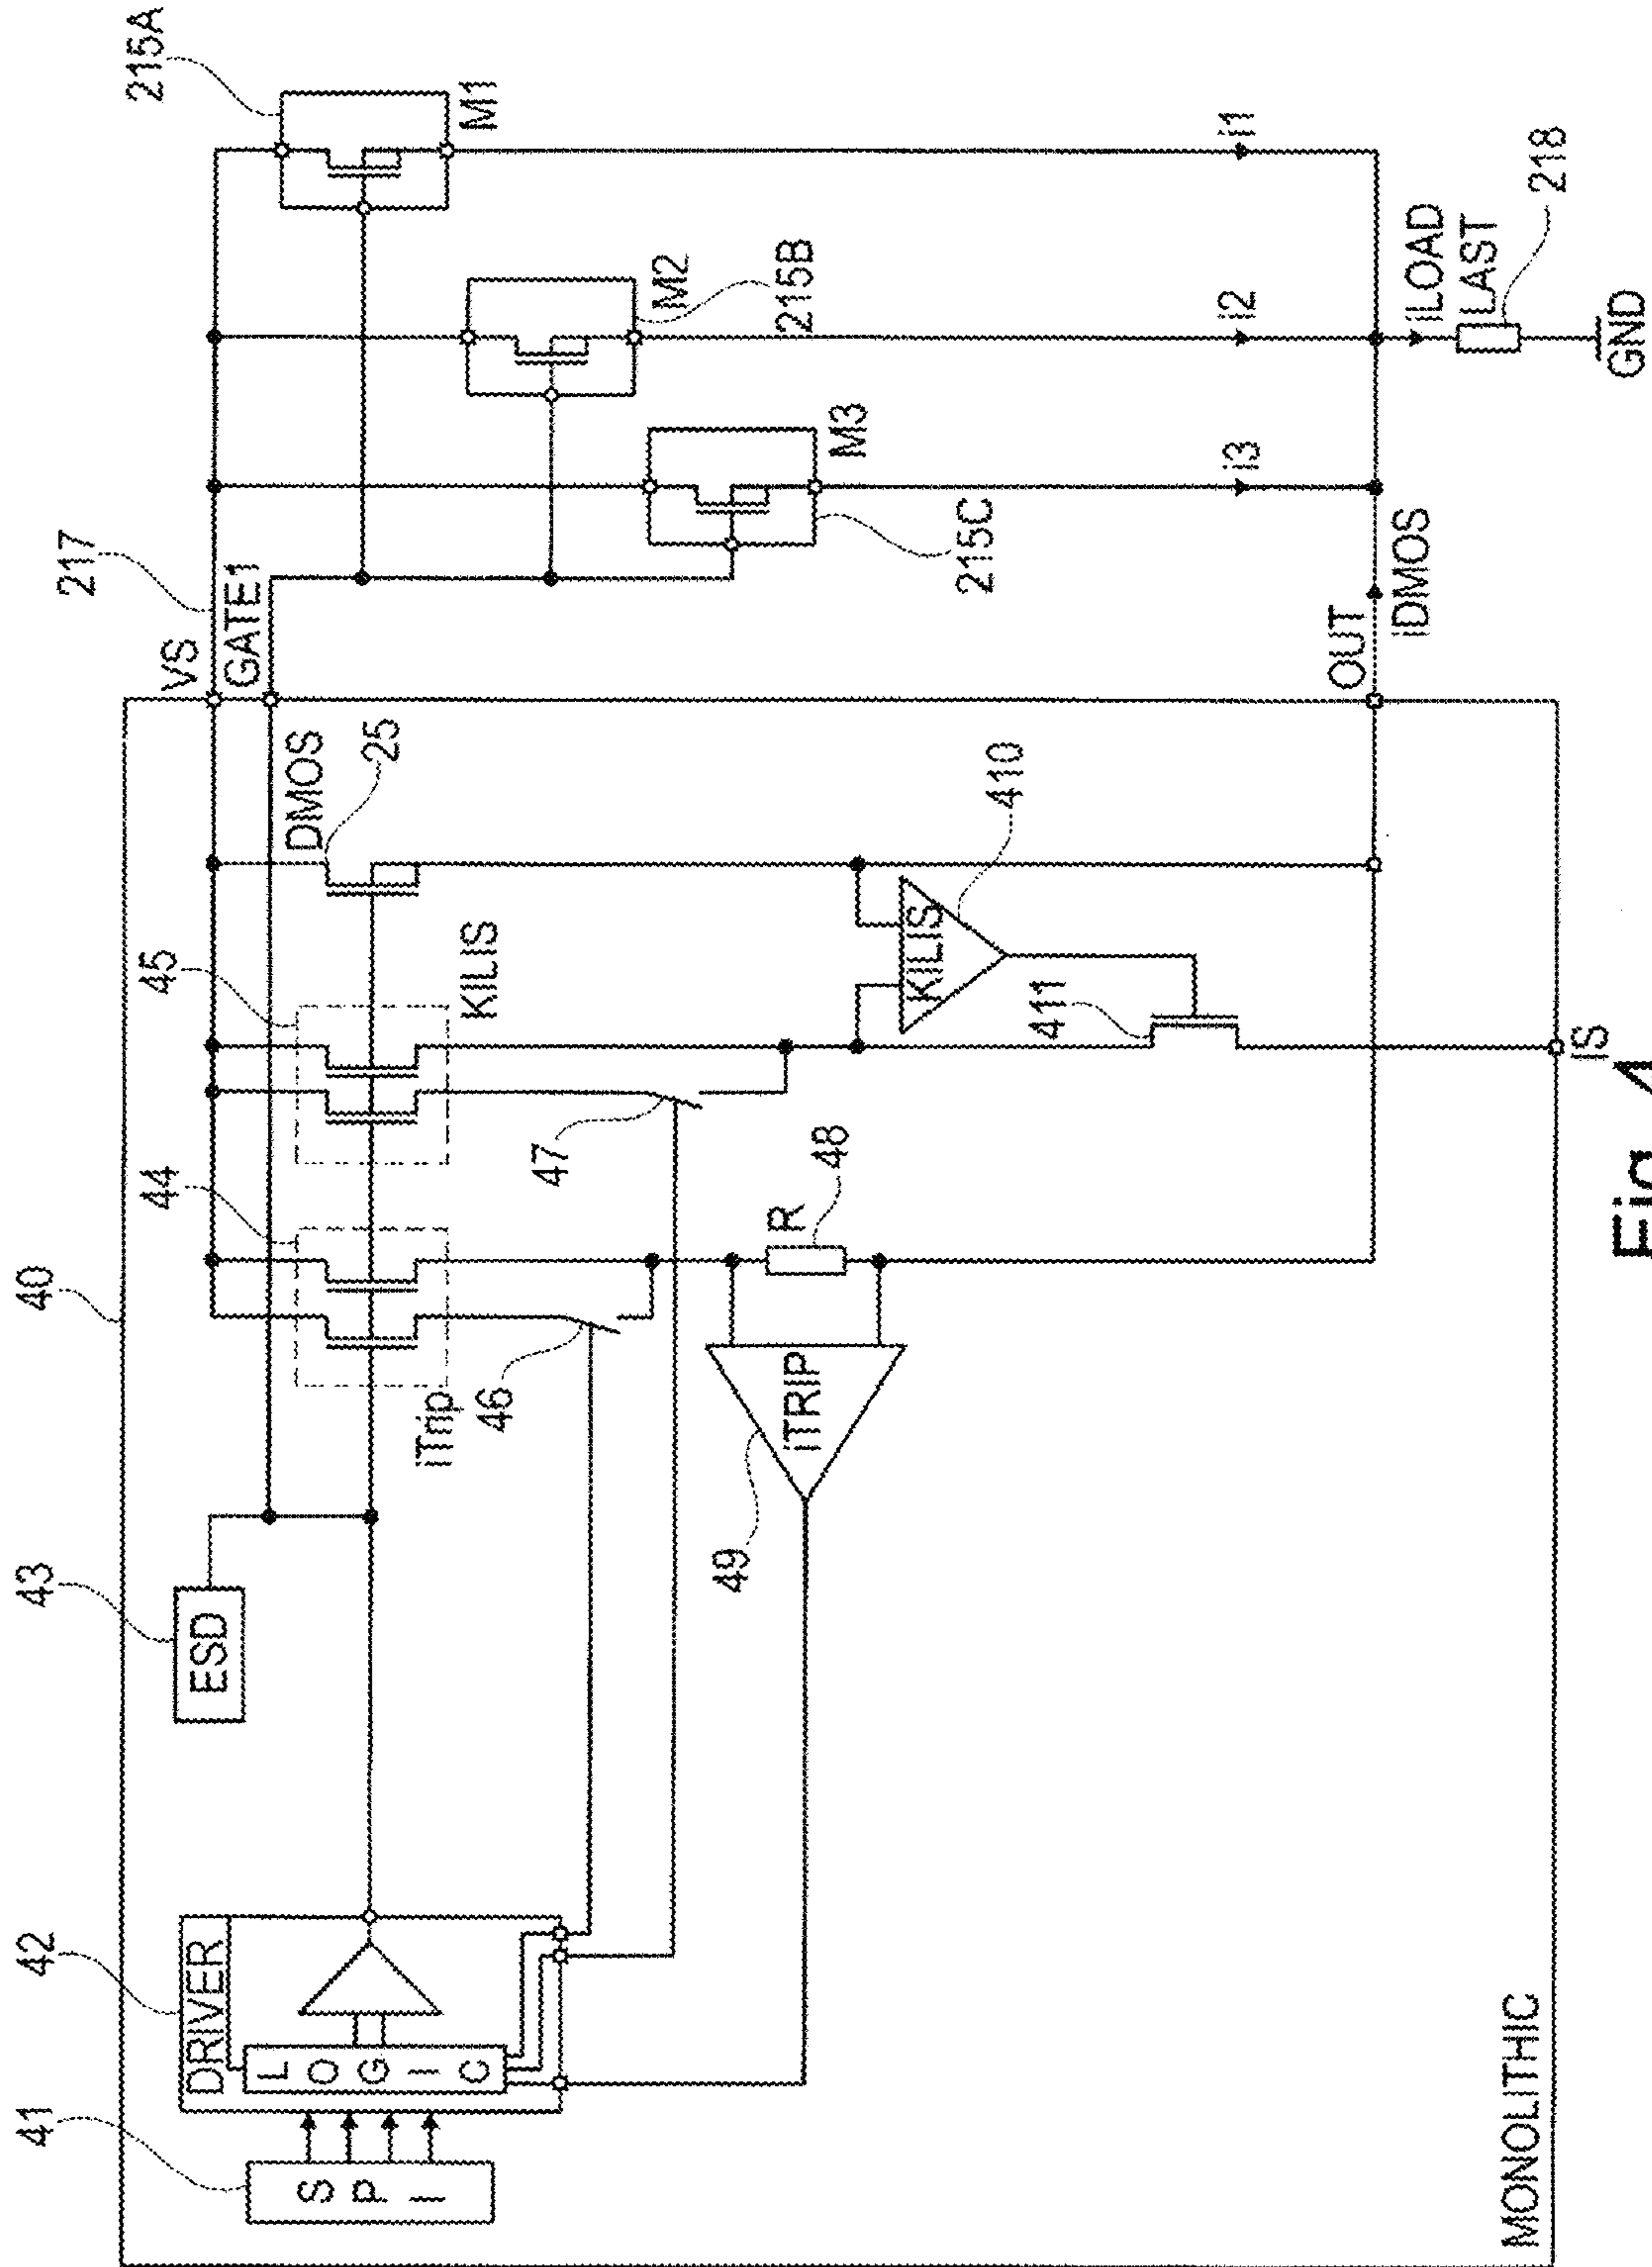 40
41
SPI
42
DRIVER
LOGIC
43
ESD
44
iTrip
45
KILIS
DMOS
25
VS
217
GATE1
215A
M1
M2
215B
M3
215C
46
47
R
48
iTRIP
49
KILIS
410
411
iS
OUT
iDMOS
i3
i2
i1
iLOAD
LAST
218
GND
MONOLITHIC
Fig. 4